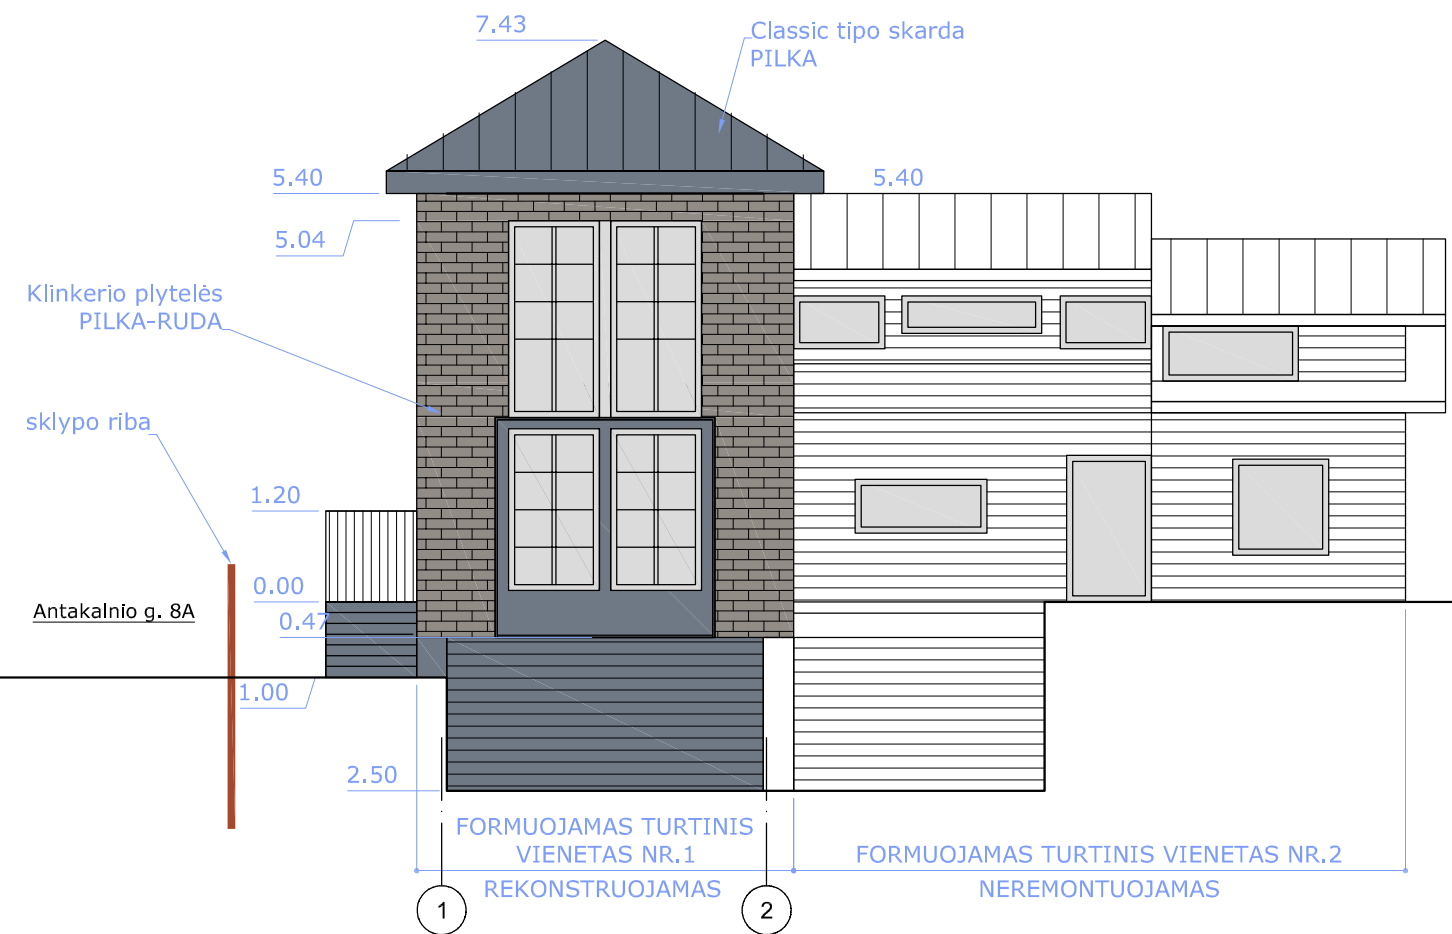 7.43
Classic tipo skarda
PILKA
5.40
5.40
5.04
Klinkerio plytelės
PILKA-RUDA
sklypo riba
1.20
0.00
Antakalnio g. 8A
0.47
1.00
2.50
FORMUOJAMAS TURTINIS
VIENETAS NR.1
REKONSTRUOJAMAS
FORMUOJAMAS TURTINIS VIENETAS NR.2
NEREMONTUOJAMAS
1
2